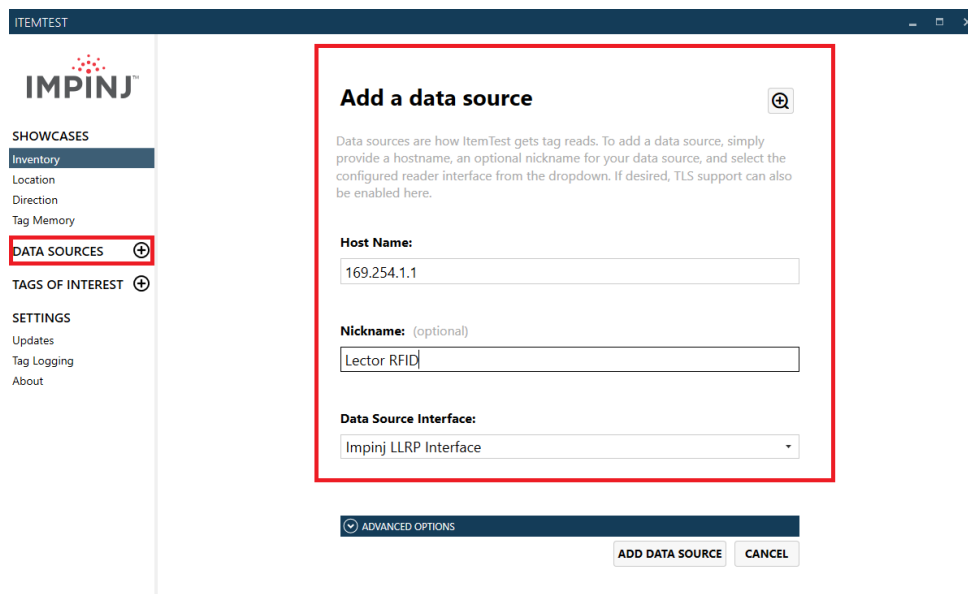 ITEMTEST
IMPINJ™
SHOWCASES
Inventory
Location
Direction
Tag Memory
DATA SOURCES
TAGS OF INTEREST
SETTINGS
Updates
Tag Logging
About
Add a data source
Data sources are how ItemTest gets tag reads. To add a data source, simply
provide a hostname, an optional nickname for your data source, and select the
configured reader interface from the dropdown. If desired, TLS support can also
be enabled here.
Host Name:
169.254.1.1
Nickname: (optional)
Lector RFID
Data Source Interface:
Impinj LLRP Interface
ADVANCED OPTIONS
ADD DATA SOURCE CANCEL